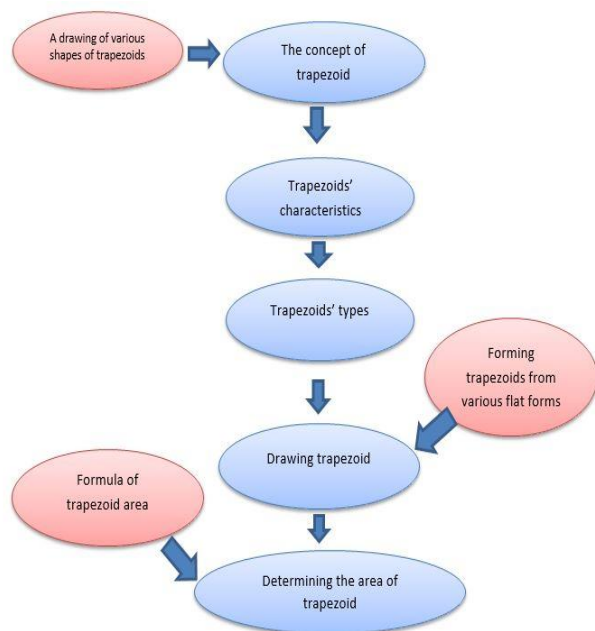 A drawing of various
shapes of trapezoids
The concept of
trapezoid
Trapezoids'
characteristics
Trapezoids' types
Forming
trapezoids from
various flat forms
Drawing trapezoid
Formula of
trapezoid area
Determining the area of
trapezoid